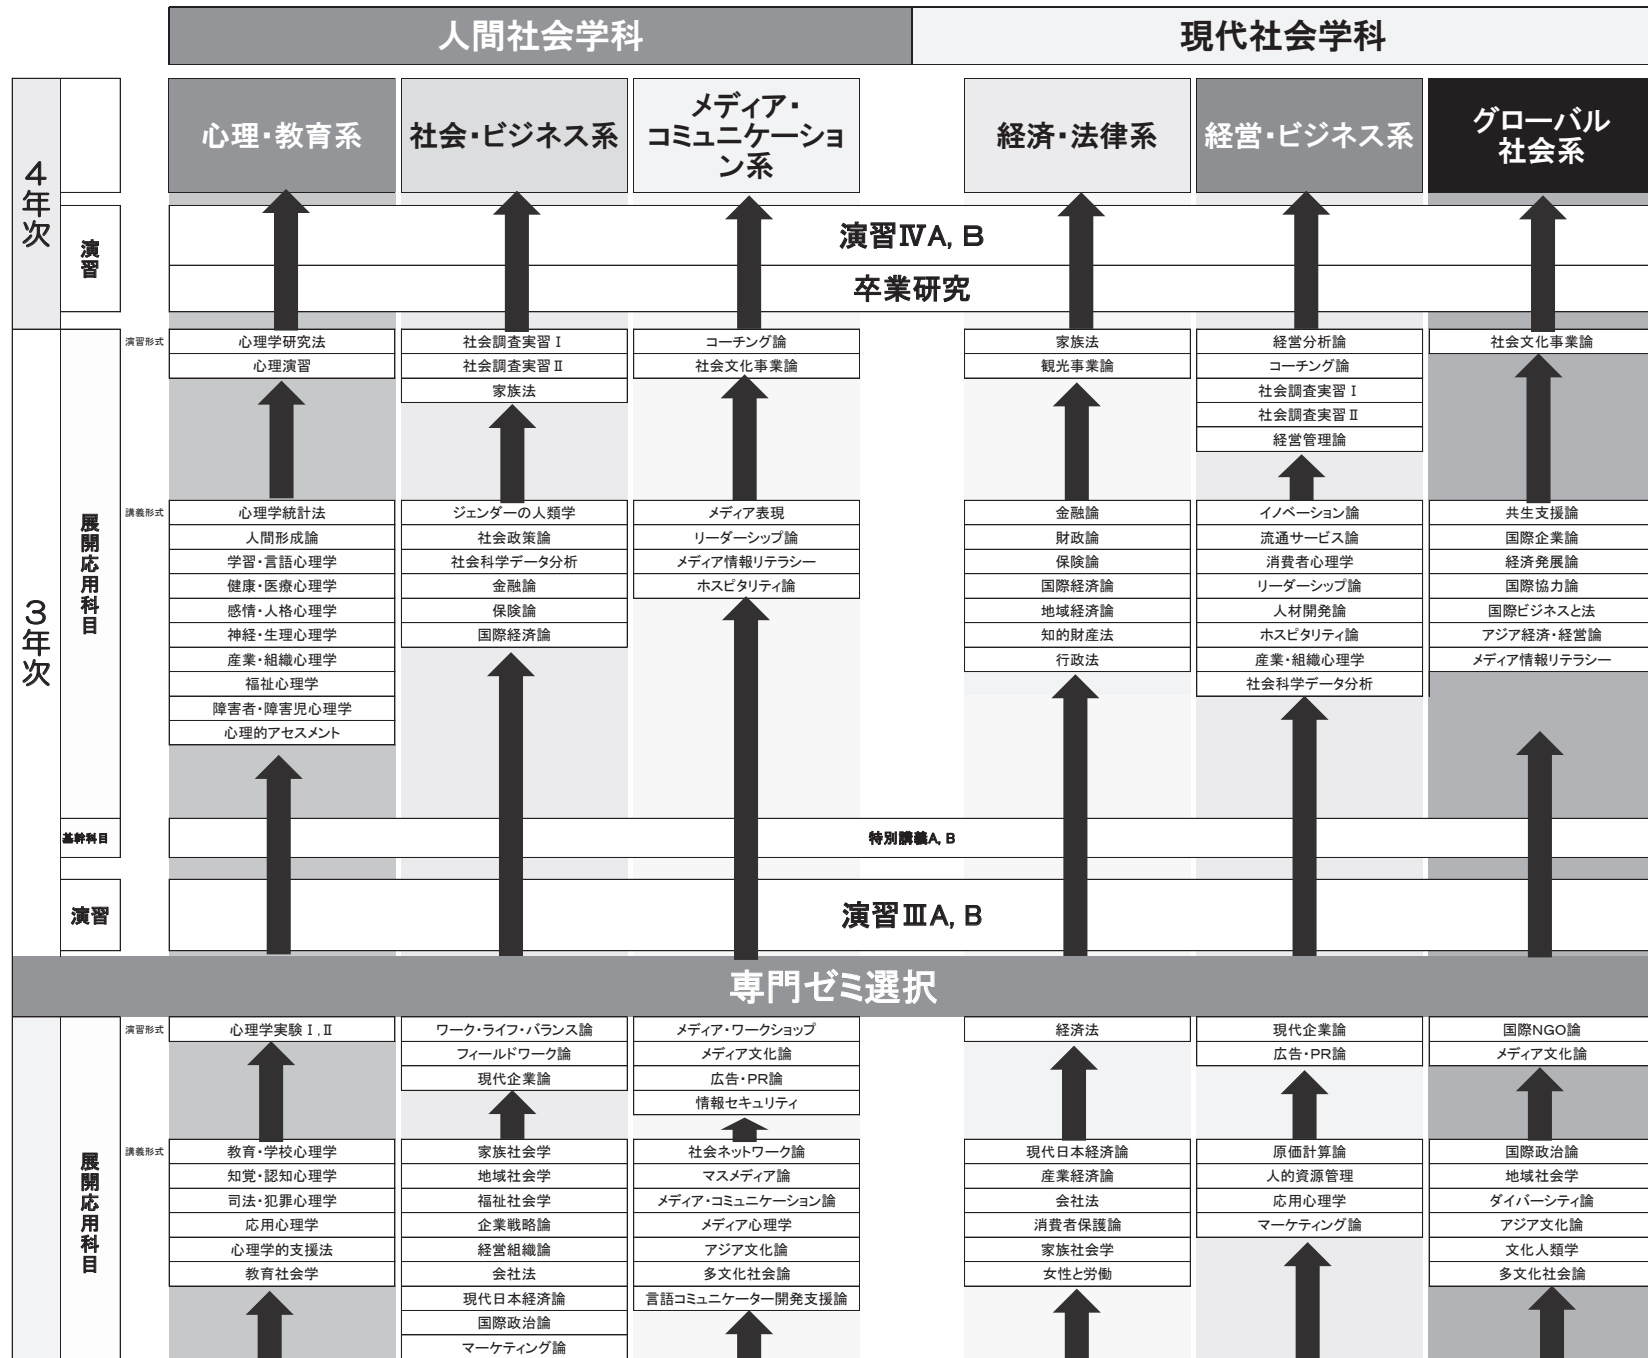 人間社会学科
現代社会学科
心理・教育系
社会・ビジネス系
メディア・
コミュニケーショ
ン系
経済・法律系
経営・ビジネス系
グローバル
社会系
4年次
演習
演習ⅣA, B
卒業研究
3年次
展開応用科目
演習形式
心理学研究法
心理演習
社会調査実習Ⅰ
社会調査実習Ⅱ
家族法
コーチング論
社会文化事業論
家族法
観光事業論
経営分析論
コーチング論
社会調査実習Ⅰ
社会調査実習Ⅱ
経営管理論
社会文化事業論
講義形式
心理学統計法
人間形成論
学習・言語心理学
健康・医療心理学
感情・人格心理学
神経・生理心理学
産業・組織心理学
福祉心理学
障害者・障害児心理学
心理的アセスメント
ジェンダーの人類学
社会政策論
社会科学データ分析
金融論
保険論
国際経済論
メディア表現
リーダーシップ論
メディア情報リテラシー
ホスピタリティ論
金融論
財政論
保険論
国際経済論
地域経済論
知的財産法
行政法
イノベーション論
流通サービス論
消費者心理学
リーダーシップ論
人材開発論
ホスピタリティ論
産業・組織心理学
社会科学データ分析
共生支援論
国際企業論
経済発展論
国際協力論
国際ビジネスと法
アジア経済・経営論
メディア情報リテラシー
基幹科目
特別講義A, B
演習
演習ⅢA, B
専門ゼミ選択
展開応用科目
演習形式
心理学実験Ⅰ,Ⅱ
ワーク・ライフ・バランス論
フィールドワーク論
現代企業論
メディア・ワークショップ
メディア文化論
広告・PR論
情報セキュリティ
経済法
現代企業論
広告・PR論
国際NGO論
メディア文化論
講義形式
教育・学校心理学
知覚・認知心理学
司法・犯罪心理学
応用心理学
心理学的支援法
教育社会学
家族社会学
地域社会学
福祉社会学
企業戦略論
経営組織論
会社法
現代日本経済論
国際政治論
マーケティング論
社会ネットワーク論
マスメディア論
メディア・コミュニケーション論
メディア心理学
アジア文化論
多文化社会論
言語コミュニケーター開発支援論
現代日本経済論
産業経済論
会社法
消費者保護論
家族社会学
女性と労働
原価計算論
人的資源管理
応用心理学
マーケティング論
国際政治論
地域社会学
ダイバーシティ論
アジア文化論
文化人類学
多文化社会論